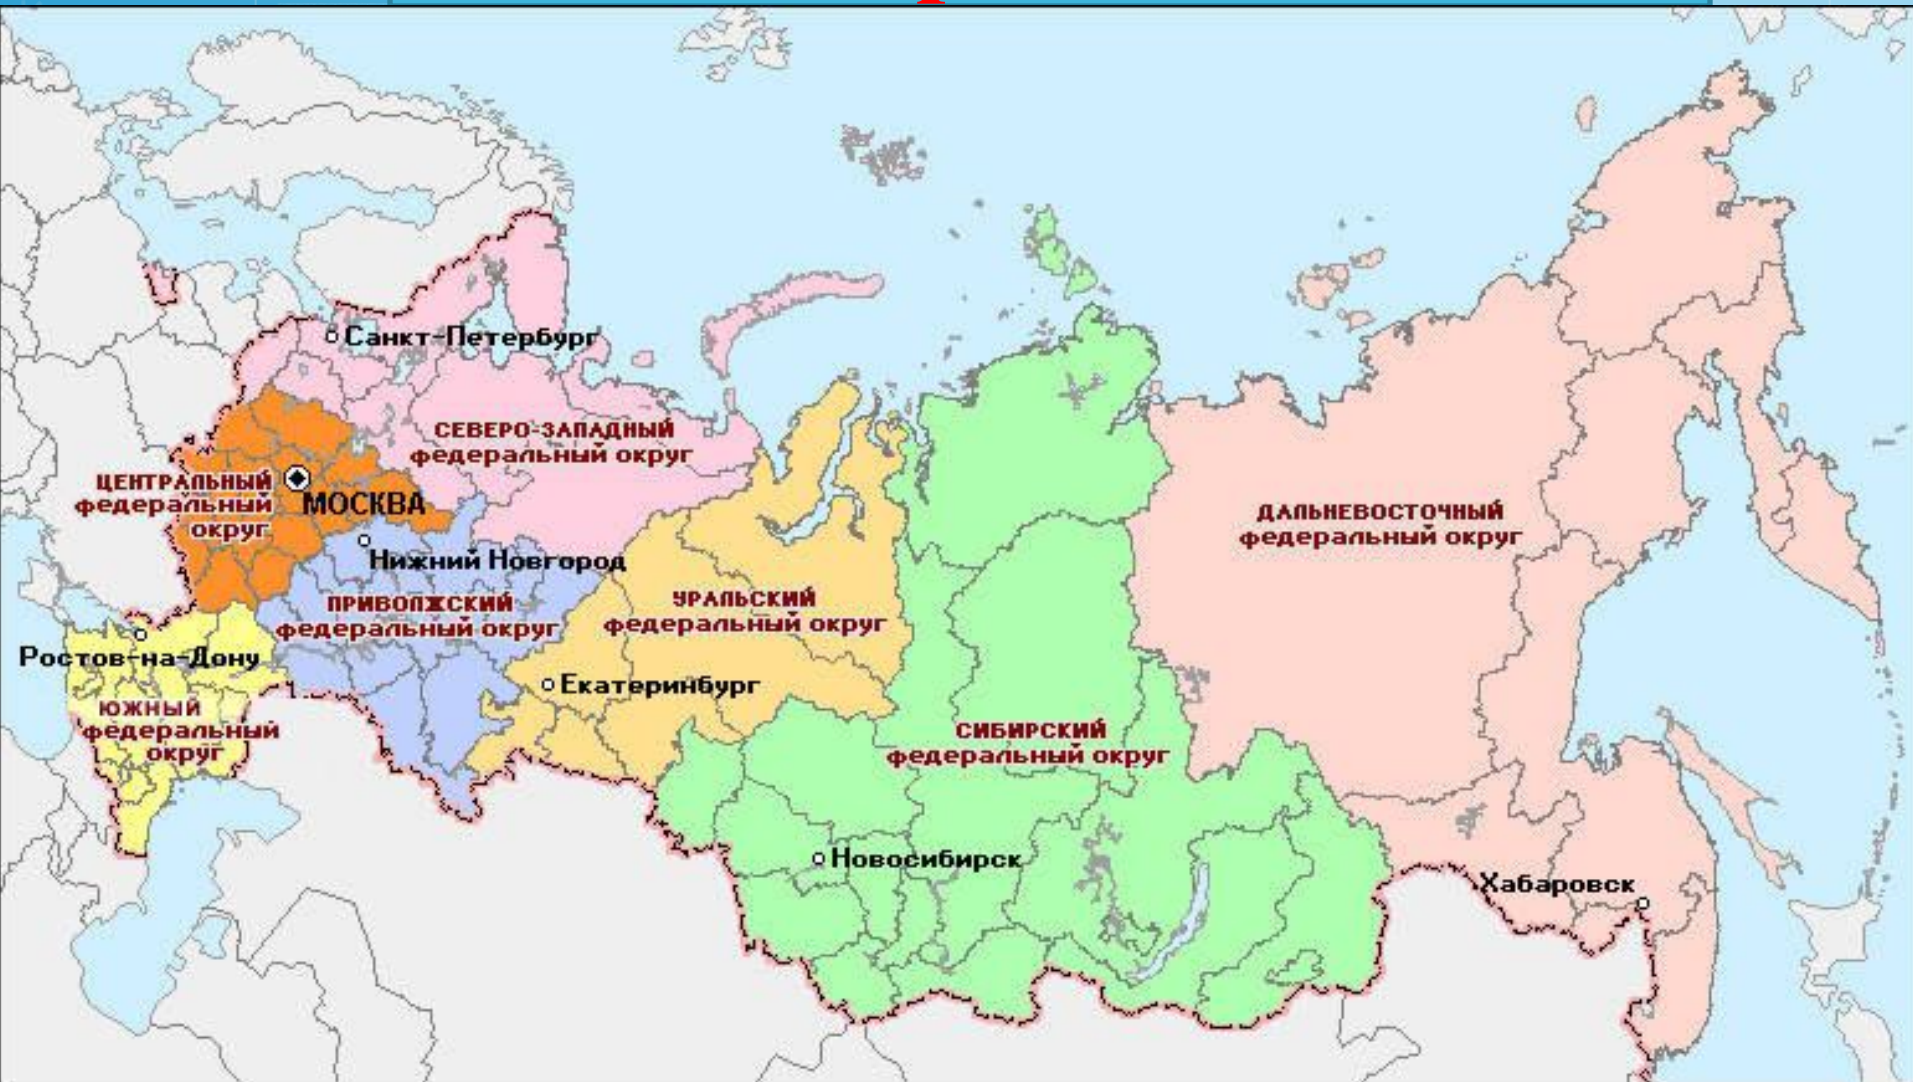 Санкт-Петербург
СЕВЕРО-ЗАПАДНЫЙ
федеральный округ
ЦЕНТРАЛЬНЫЙ
федеральный
округ
МОСКВА
Нижний Новгород
ПРИВОЛЖСКИЙ
федеральный округ
УРАЛЬСКИЙ
федеральный округ
ДАЛЬНЕВОСТОЧНЫЙ
федеральный округ
Ростов-на-Дону
ЮЖНЫЙ
федеральный
округ
Екатеринбург
СИБИРСКИЙ
федеральный округ
Новосибирск
Хабаровск